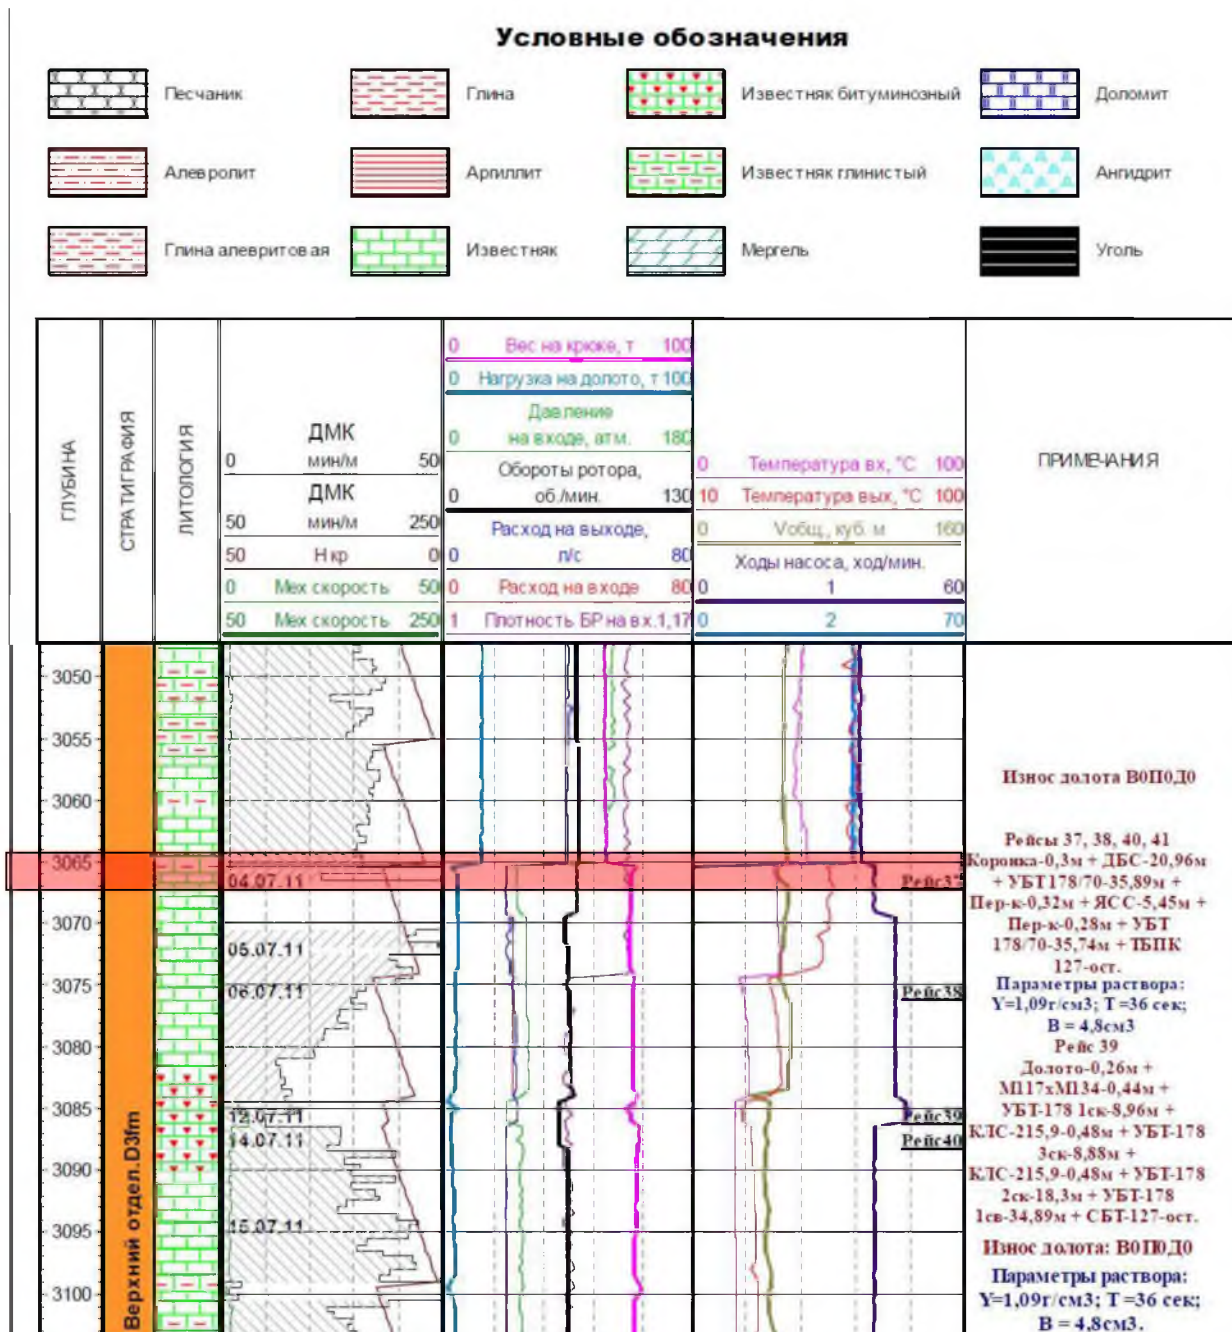 Условные обозначения
Песчаник
Глина
Известняк битуминозный
Доломит
Алевролит
Аргиллит
Известняк глинистый
Ангидрит
Глина алевритовая
Известняк
Мергель
Уголь
ГЛУБИНА
СТРАТИГРАФИЯ
ЛИТОЛОГИЯ
ДМК
0 мин/м 50
ДМК
50 мин/м 250
50 Н кр 0
0 Мех скорость 50
50 Мех скорость 250
0 Вес на крюке, т 100
0 Нагрузка на долото, т 100
Давление
0 на входе, атм. 180
Обороты ротора,
0 об./мин. 130
Расход на выходе,
0 л/с 80
0 Расход на входе 80
1 Плотность БР на вх. 1,17
0 Температура вх, °С 100
10 Температура вых, °С 100
0 Vобщ., куб. м 160
Ходы насоса, ход/мин.
0 1 60
0 2 70
ПРИМЕЧАНИЯ
3050
3055
3060
3065
3070
3075
3080
3085
3090
3095
3100
Верхний отдел.D3fm
04.07.11
05.07.11
06.07.11
12.07.11
14.07.11
15.07.11
Рейс37
Рейс38
Рейс39
Рейс40
Износ долота В0П0Д0
Рейсы 37, 38, 40, 41
Коронка-0,3м + ДБС-20,96м
+ УБТ178/70-35,89м +
Пер-к-0,32м + ЯСС-5,45м +
Пер-к-0,28м + УБТ
178/70-35,74м + ТБПК
127-ост.
Параметры раствора:
Y=1,09г/см3; Т =36 сек;
В = 4,8см3
Рейс 39
Долото-0,26м +
М117хМ134-0,44м +
УБТ-178 1ск-8,96м +
КЛС-215,9-0,48м + УБТ-178
3ск-8,88м +
КЛС-215,9-0,48м + УБТ-178
2ск-18,3м + УБТ-178
1св-34,89м + СБТ-127-ост.
Износ долота: В0П0Д0
Параметры раствора:
Y=1,09г/см3; Т =36 сек;
В = 4,8см3.